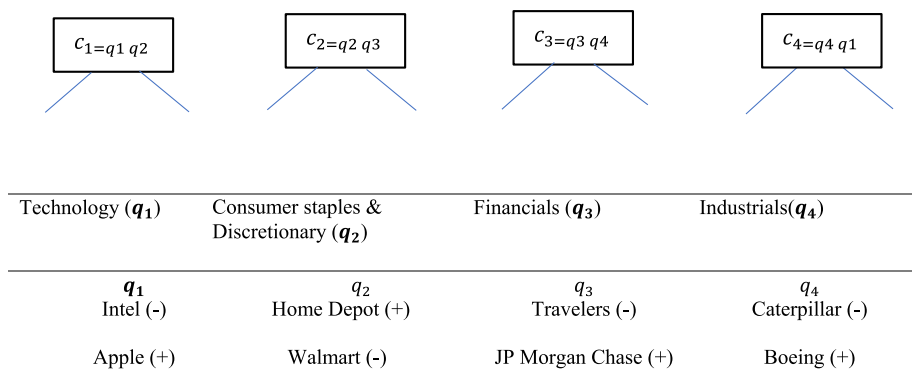 c₁₌q1 q2 c₂₌q2 q3 c₃₌q3 q4 c₄₌q4 q1
Technology (q₁) Consumer staples & Financials (q₃) Industrials(q₄)
Discretionary (q₂)
q₁ q₂ q₃ q₄
Intel (-) Home Depot (+) Travelers (-) Caterpillar (-)
Apple (+) Walmart (-) JP Morgan Chase (+) Boeing (+)